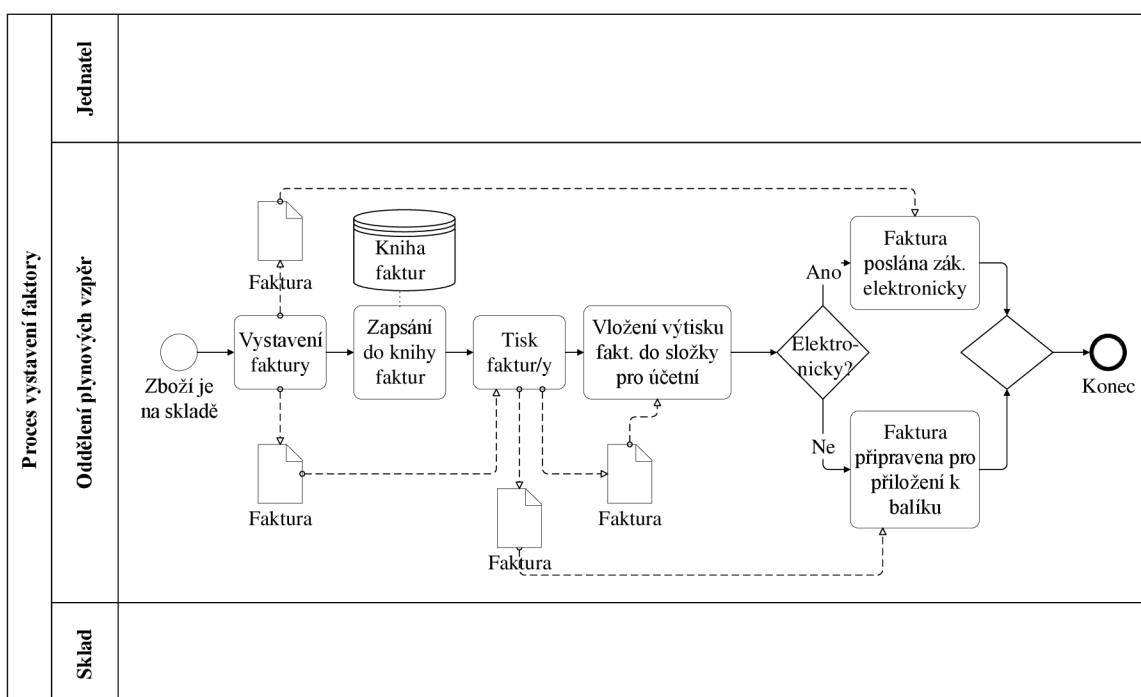 Proces vystavení faktory
Jednatel
Oddělení plynových vzpěr
Sklad
Zboží je
na skladě
Faktura
Vystavení
faktury
Faktura
Kniha
faktur
Zapsání
do knihy
faktur
Tisk
faktur/y
Faktura
Vložení výtisku
fakt. do složky
pro účetní
Faktura
Elektro-
nicky?
Ano
Ne
Faktura
poslána zák.
elektronicky
Faktura
připravena pro
přiložení k
balíku
Konec